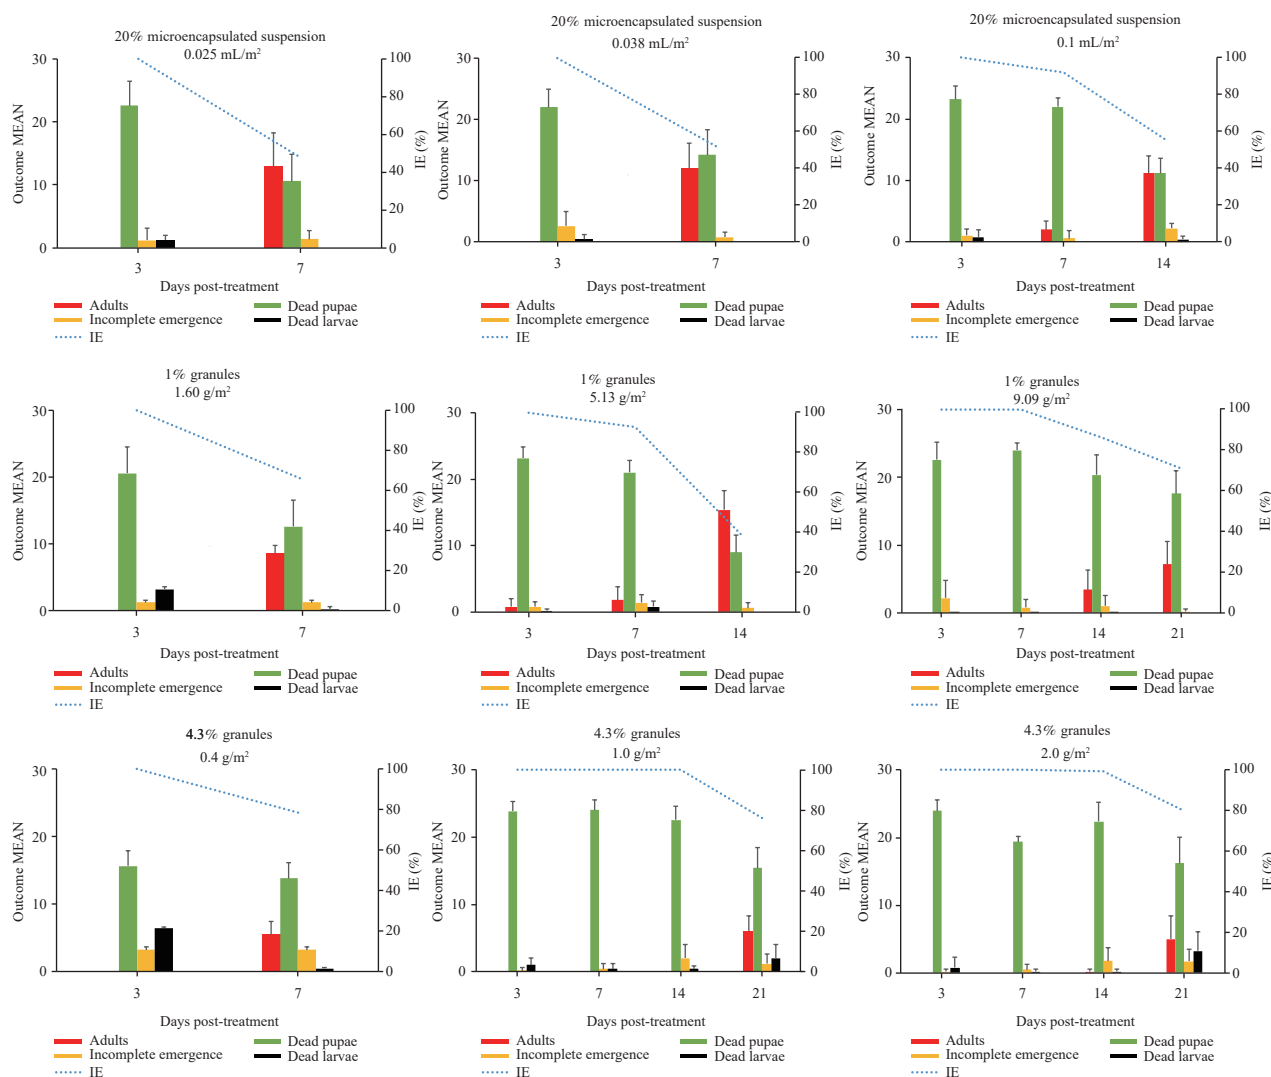 20% microencapsulated suspension
0.025 mL/m²
30
20
10
0
Outcome MEAN
100
80
60
40
20
0
IE (%)
3 7
Days post-treatment
Adults Dead pupae
Incomplete emergence Dead larvae
IE
20% microencapsulated suspension
0.038 mL/m²
30
20
10
0
Outcome MEAN
100
80
60
40
20
0
IE (%)
3 7
Days post-treatment
Adults Dead pupae
Incomplete emergence Dead larvae
IE
20% microencapsulated suspension
0.1 mL/m²
30
20
10
0
Outcome MEAN
100
80
60
40
20
0
IE (%)
3 7 14
Days post-treatment
Adults Dead pupae
Incomplete emergence Dead larvae
IE
1% granules
1.60 g/m²
30
20
10
0
Outcome MEAN
100
80
60
40
20
0
IE (%)
3 7
Days post-treatment
Adults Dead pupae
Incomplete emergence Dead larvae
IE
1% granules
5.13 g/m²
30
20
10
0
Outcome MEAN
100
80
60
40
20
0
IE (%)
3 7 14
Days post-treatment
Adults Dead pupae
Incomplete emergence Dead larvae
IE
1% granules
9.09 g/m²
30
20
10
0
Outcome MEAN
100
80
60
40
20
0
IE (%)
3 7 14 21
Days post-treatment
Adults Dead pupae
Incomplete emergence Dead larvae
IE
4.3% granules
0.4 g/m²
30
20
10
0
Outcome MEAN
100
80
60
40
20
0
IE (%)
3 7
Days post-treatment
Adults Dead pupae
Incomplete emergence Dead larvae
IE
4.3% granules
1.0 g/m²
30
20
10
0
Outcome MEAN
100
80
60
40
20
0
IE (%)
3 7 14 21
Days post-treatment
Adults Dead pupae
Incomplete emergence Dead larvae
IE
4.3% granules
2.0 g/m²
30
20
10
0
Outcome MEAN
100
80
60
40
20
0
IE (%)
3 7 14 21
Days post-treatment
Adults Dead pupae
Incomplete emergence Dead larvae
IE